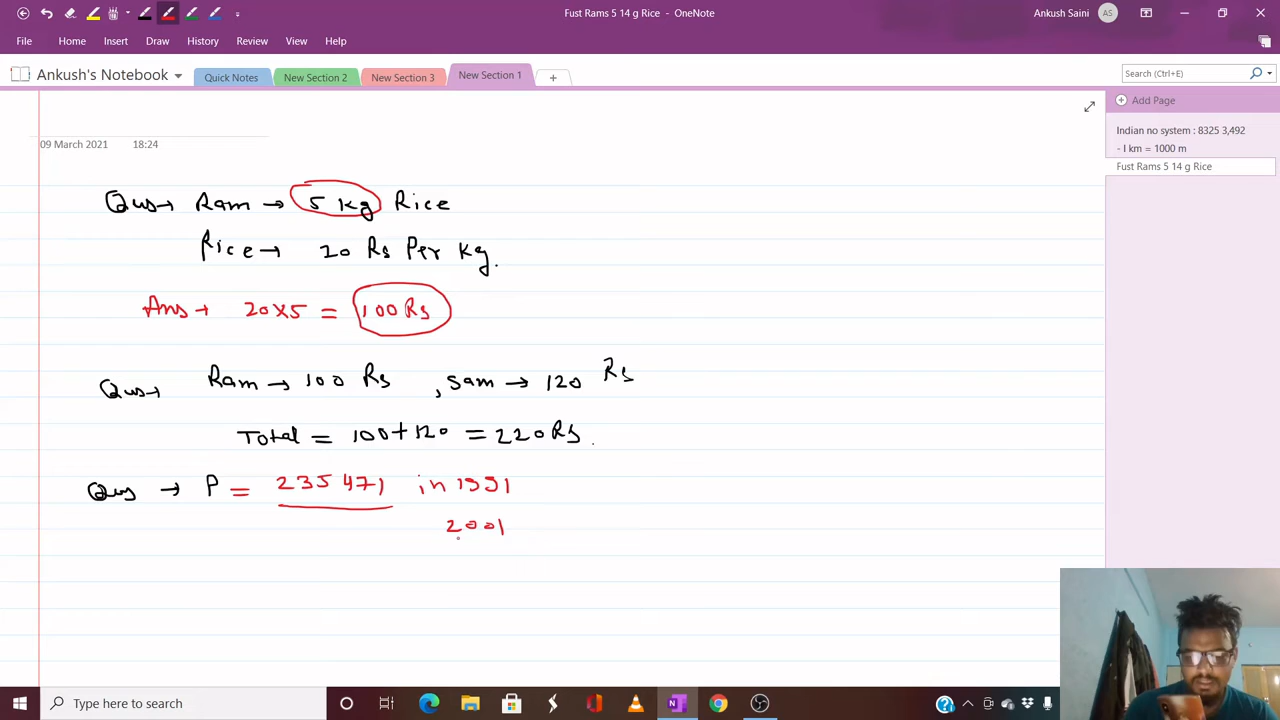 Fust Rams 5 14 g Rice - OneNote
Ankush Saini
AS
File Home Insert Draw History Review View Help
Ankush's Notebook
Quick Notes
New Section 2
New Section 3
New Section 1
Search (Ctrl+E)
Add Page
Indian no system : 8325 3,492
- I km = 1000 m
Fust Rams 5 14 g Rice
09 March 2021 18:24
Qus→ Ram → 5 kg Rice
Rice → 20 Rs Per kg.
Ans → 20x5 = 100 Rs
Qus→ Ram → 100 Rs , Sam → 120 Rs
Total = 100+120 = 220 Rs.
Qus → P = 235471 in 1991
2001
Type here to search